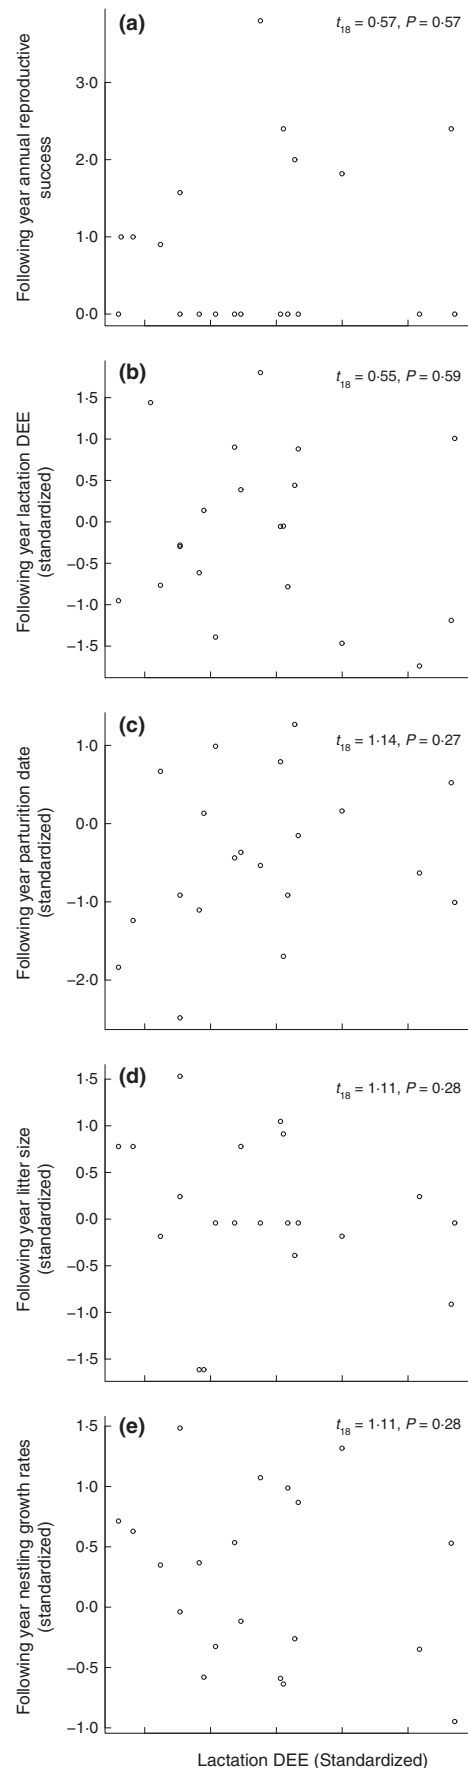 (a)
t18 = 0·57, P = 0·57
Following year annual reproductive
success
3·0
2·0
1·0
0·0
(b)
t18 = 0·55, P = 0·59
Following year lactation DEE
(standardized)
1·5
1·0
0·5
0·0
−0·5
−1·0
−1·5
(c)
t18 = 1·14, P = 0·27
Following year parturition date
(standardized)
1·0
0·0
−1·0
−2·0
(d)
t18 = 1·11, P = 0·28
Following year litter size
(standardized)
1·5
1·0
0·5
0·0
−0·5
−1·0
−1·5
(e)
t18 = 1·11, P = 0·28
Following year nestling growth rates
(standardized)
1·5
1·0
0·5
0·0
−0·5
−1·0
Lactation DEE (Standardized)